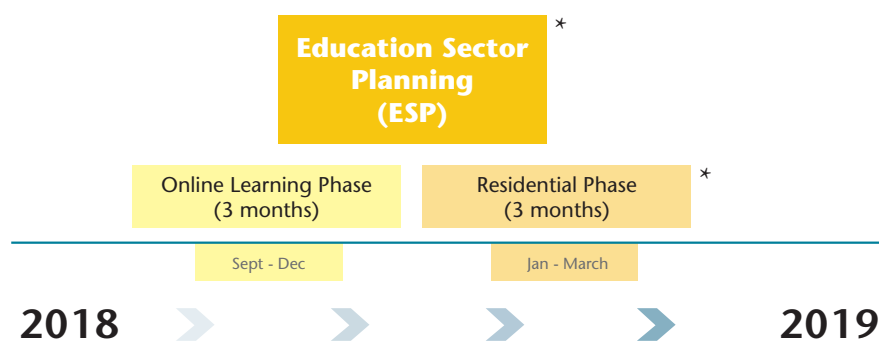 Education Sector *
Planning
(ESP)
Online Learning Phase
(3 months)
Residential Phase *
(3 months)
Sept - Dec
Jan - March
2018
2019